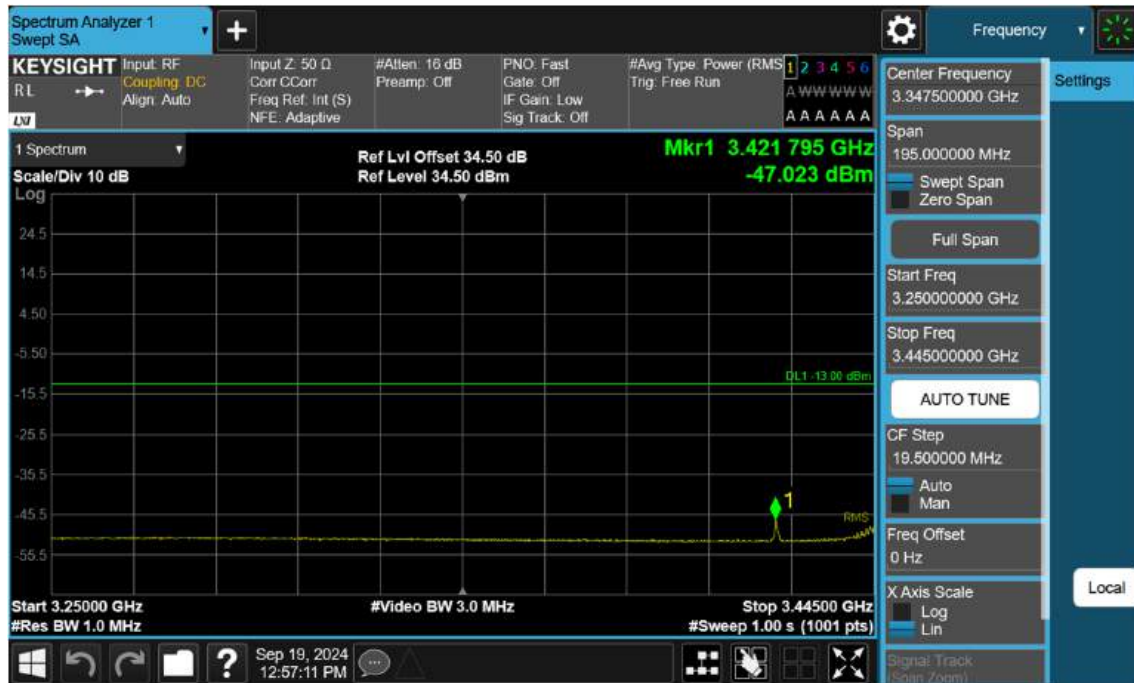 Spectrum Analyzer 1
Swept SA
Frequency
KEYSIGHT
RL
LXI
Input: RF
Coupling: DC
Align: Auto
Input Z: 50 Ω
Corr CCorr
Freq Ref: Int (S)
NFE: Adaptive
#Atten: 16 dB
Preamp: Off
PNO: Fast
Gate: Off
IF Gain: Low
Sig Track: Off
#Avg Type: Power (RMS
Trig: Free Run
1 2 3 4 5 6
A W W W W W
A A A A A A
1 Spectrum
Scale/Div 10 dB
Log
Ref Lvl Offset 34.50 dB
Ref Level 34.50 dBm
Mkr1 3.421 795 GHz
-47.023 dBm
24.5
14.5
4.50
-5.50
DL1 -13.00 dBm
-15.5
-25.5
-35.5
1
-45.5
RMS
-55.5
Start 3.25000 GHz
#Video BW 3.0 MHz
Stop 3.44500 GHz
#Res BW 1.0 MHz
#Sweep 1.00 s (1001 pts)
Center Frequency
3.347500000 GHz
Settings
Span
195.000000 MHz
Swept Span
Zero Span
Full Span
Start Freq
3.250000000 GHz
Stop Freq
3.445000000 GHz
AUTO TUNE
CF Step
19.500000 MHz
Auto
Man
Freq Offset
0 Hz
X Axis Scale
Log
Lin
Local
Signal Track
(Span Zoom)
?
Sep 19, 2024
12:57:11 PM